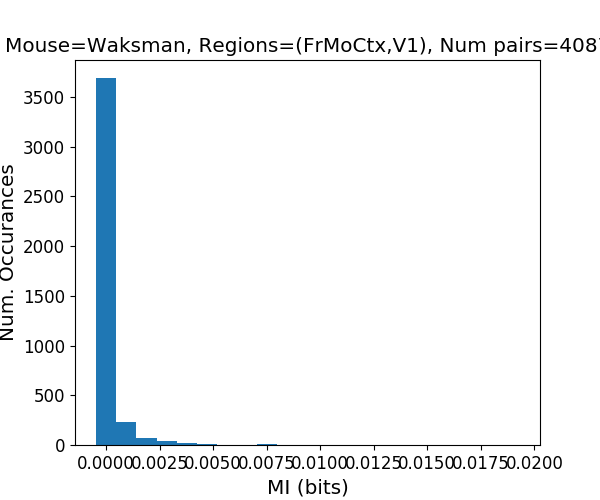 Mouse=Waksman, Regions=(FrMoCtx,V1), Num pairs=4087
3500
3000
2500
2000
1500
1000
500
0
Num. Occurances
0.0000 0.0025 0.0050 0.0075 0.0100 0.0125 0.0150 0.0175 0.0200
MI (bits)